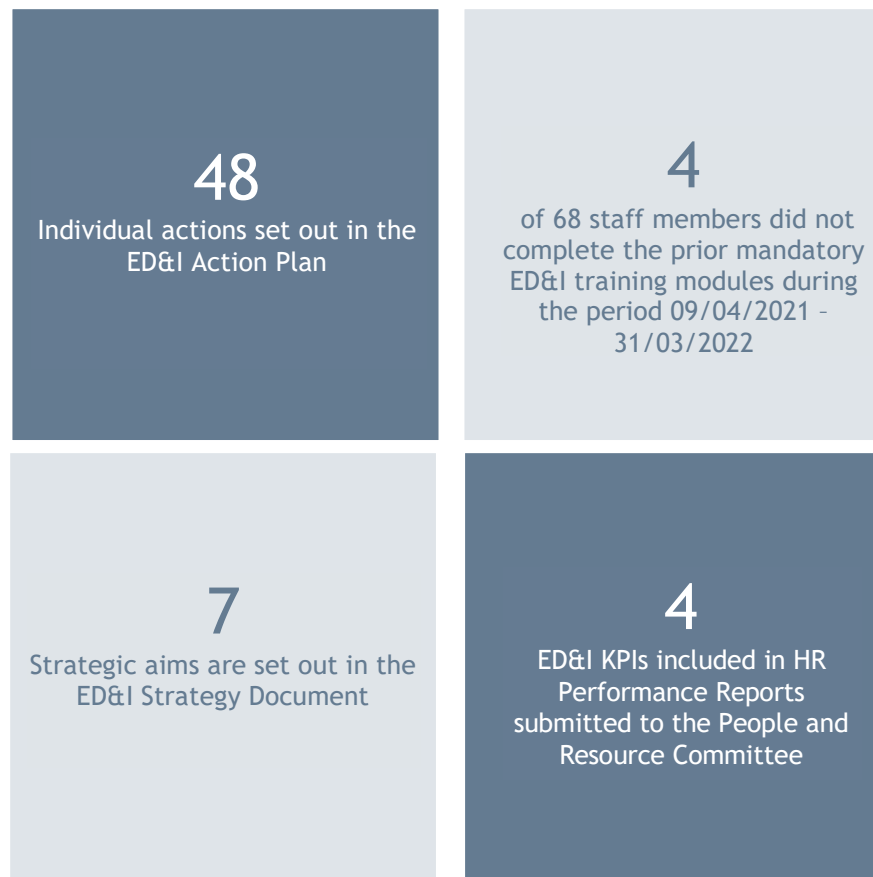 48
Individual actions set out in the
ED&I Action Plan
4
of 68 staff members did not
complete the prior mandatory
ED&I training modules during
the period 09/04/2021 –
31/03/2022
7
Strategic aims are set out in the
ED&I Strategy Document
4
ED&I KPIs included in HR
Performance Reports
submitted to the People and
Resource Committee